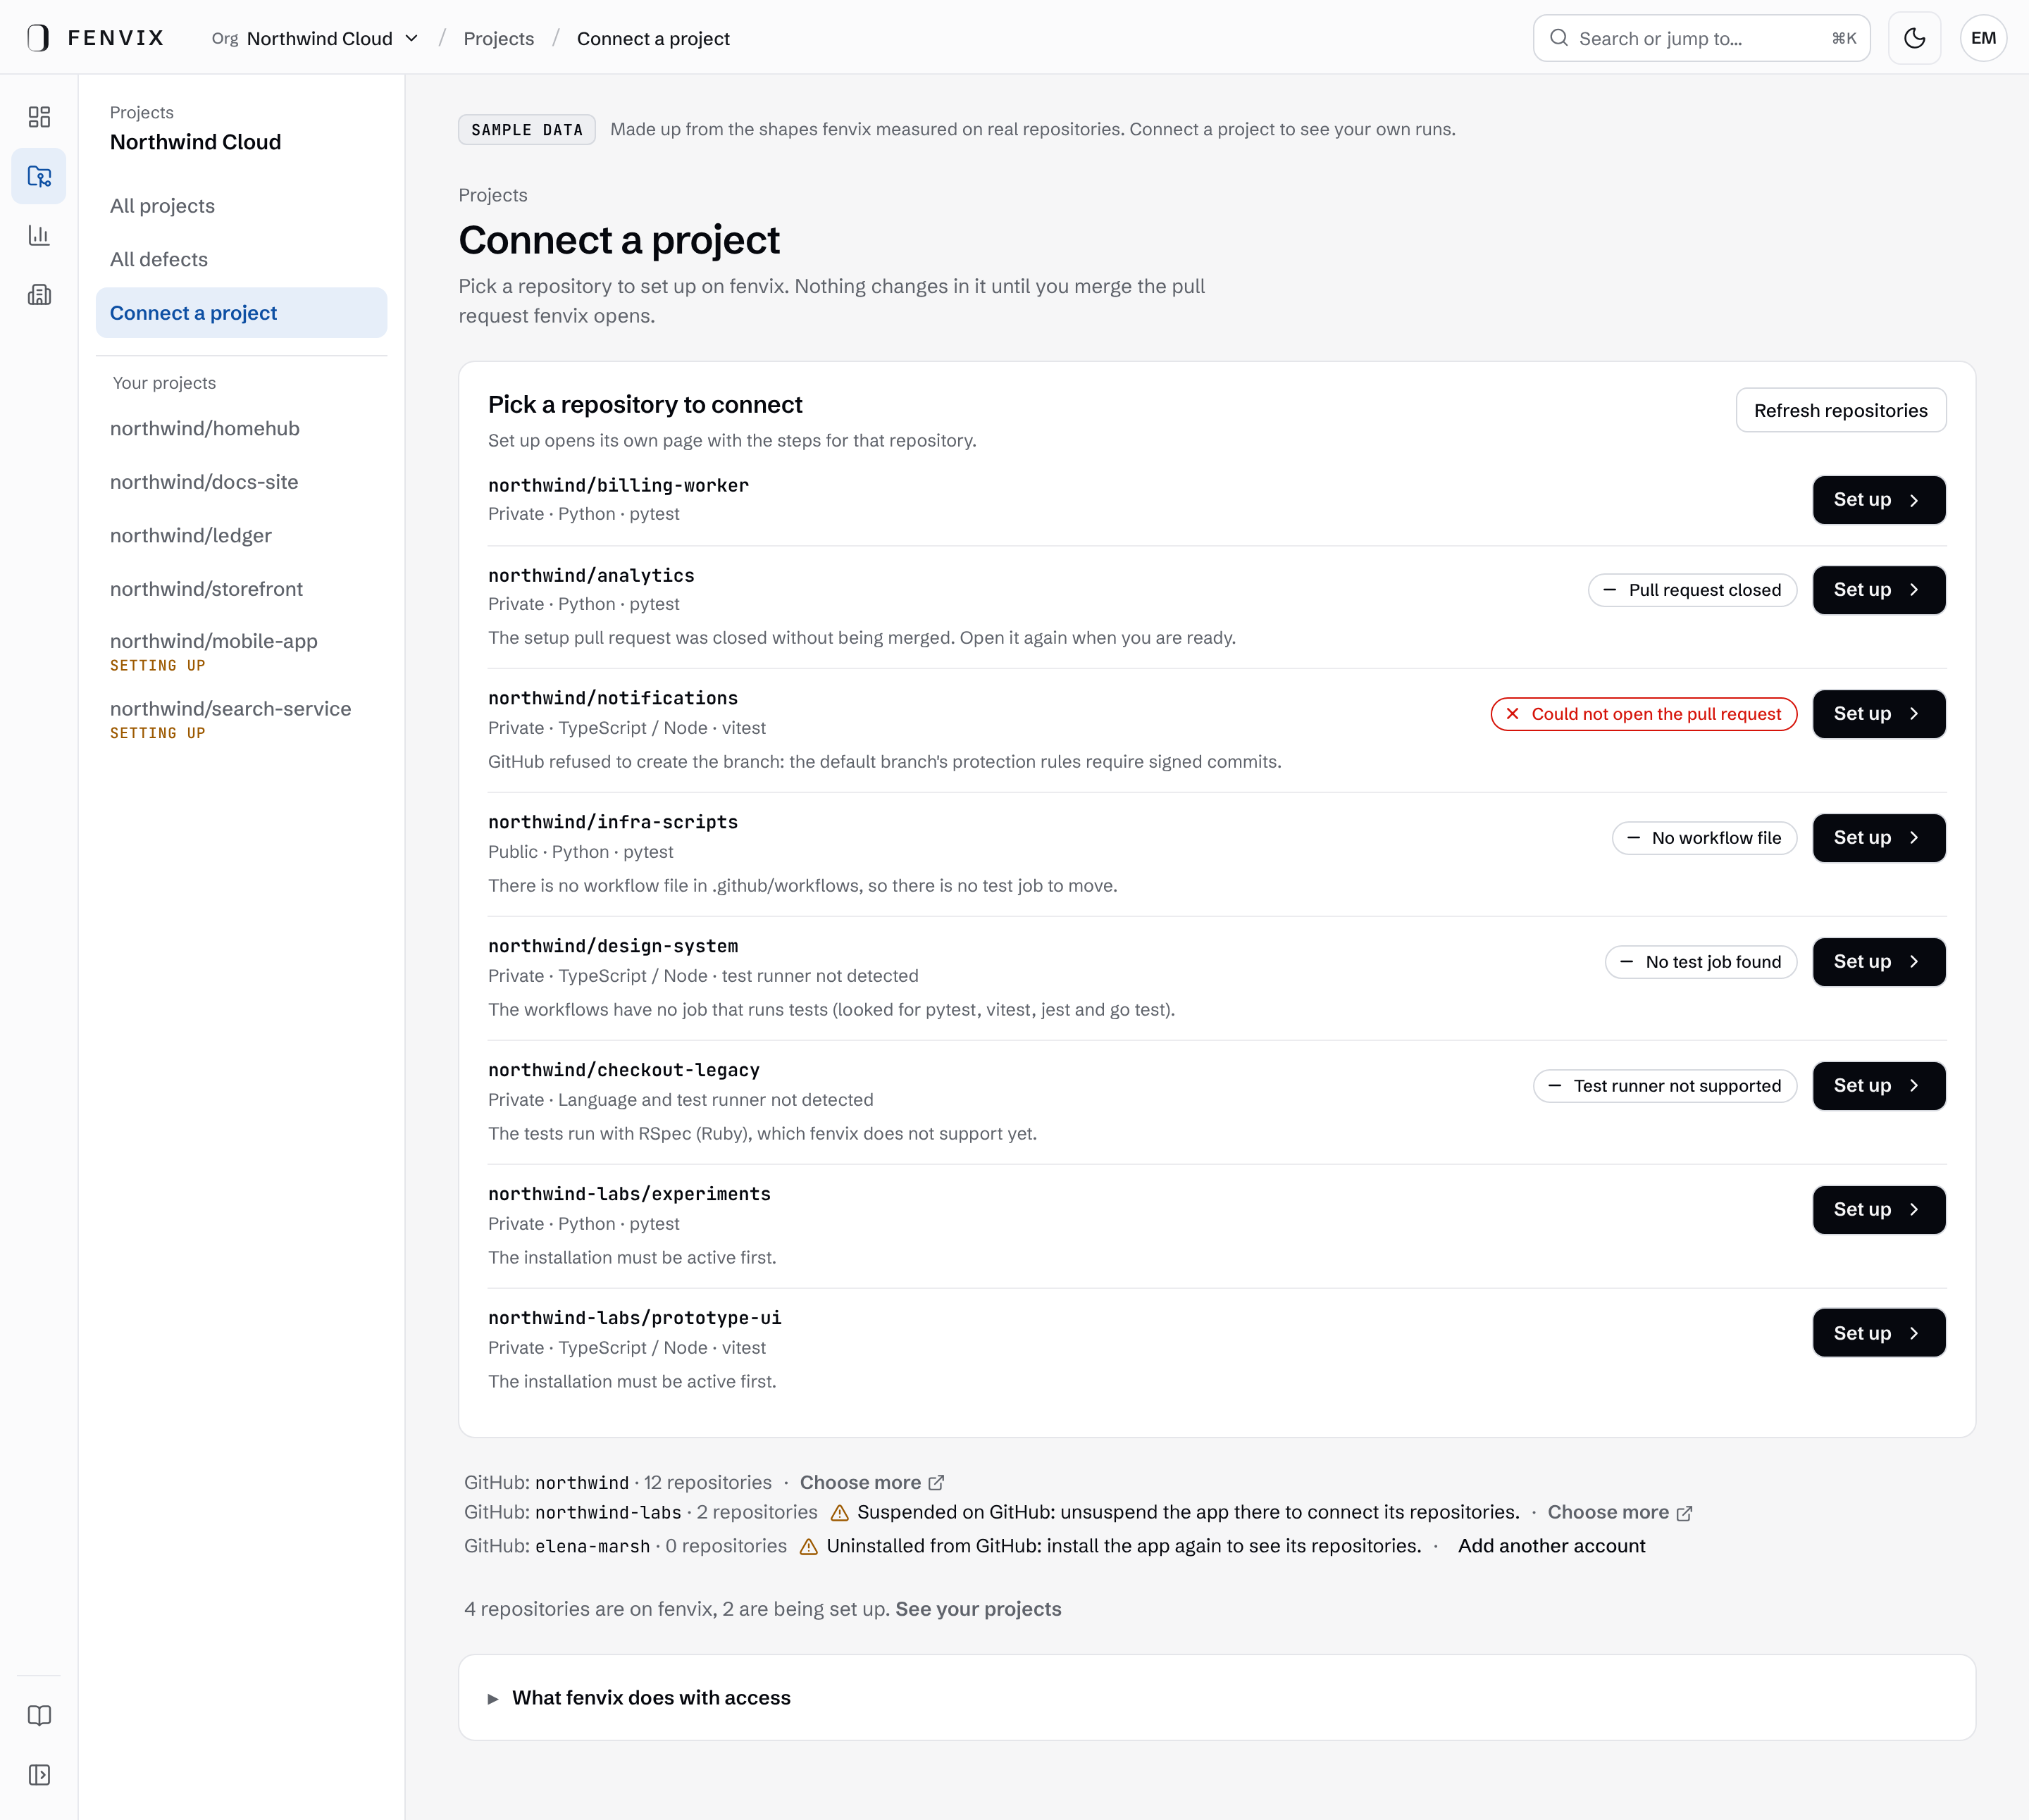 FENVIX
Org Northwind Cloud / Projects / Connect a project
Search or jump to... ⌘K
EM
Projects
Northwind Cloud
All projects
All defects
Connect a project
Your projects
northwind/homehub
northwind/docs-site
northwind/ledger
northwind/storefront
northwind/mobile-app
SETTING UP
northwind/search-service
SETTING UP
SAMPLE DATA Made up from the shapes fenvix measured on real repositories. Connect a project to see your own runs.
Projects
Connect a project
Pick a repository to set up on fenvix. Nothing changes in it until you merge the pull
request fenvix opens.
Pick a repository to connect
Refresh repositories
Set up opens its own page with the steps for that repository.
northwind/billing-worker
Private · Python · pytest
Set up
northwind/analytics
Private · Python · pytest
Pull request closed
Set up
The setup pull request was closed without being merged. Open it again when you are ready.
northwind/notifications
Private · TypeScript / Node · vitest
Could not open the pull request
Set up
GitHub refused to create the branch: the default branch's protection rules require signed commits.
northwind/infra-scripts
Public · Python · pytest
No workflow file
Set up
There is no workflow file in .github/workflows, so there is no test job to move.
northwind/design-system
Private · TypeScript / Node · test runner not detected
No test job found
Set up
The workflows have no job that runs tests (looked for pytest, vitest, jest and go test).
northwind/checkout-legacy
Private · Language and test runner not detected
Test runner not supported
Set up
The tests run with RSpec (Ruby), which fenvix does not support yet.
northwind-labs/experiments
Private · Python · pytest
Set up
The installation must be active first.
northwind-labs/prototype-ui
Private · TypeScript / Node · vitest
Set up
The installation must be active first.
GitHub: northwind · 12 repositories · Choose more
GitHub: northwind-labs · 2 repositories Suspended on GitHub: unsuspend the app there to connect its repositories. · Choose more
GitHub: elena-marsh · 0 repositories Uninstalled from GitHub: install the app again to see its repositories. · Add another account
4 repositories are on fenvix, 2 are being set up. See your projects
What fenvix does with access